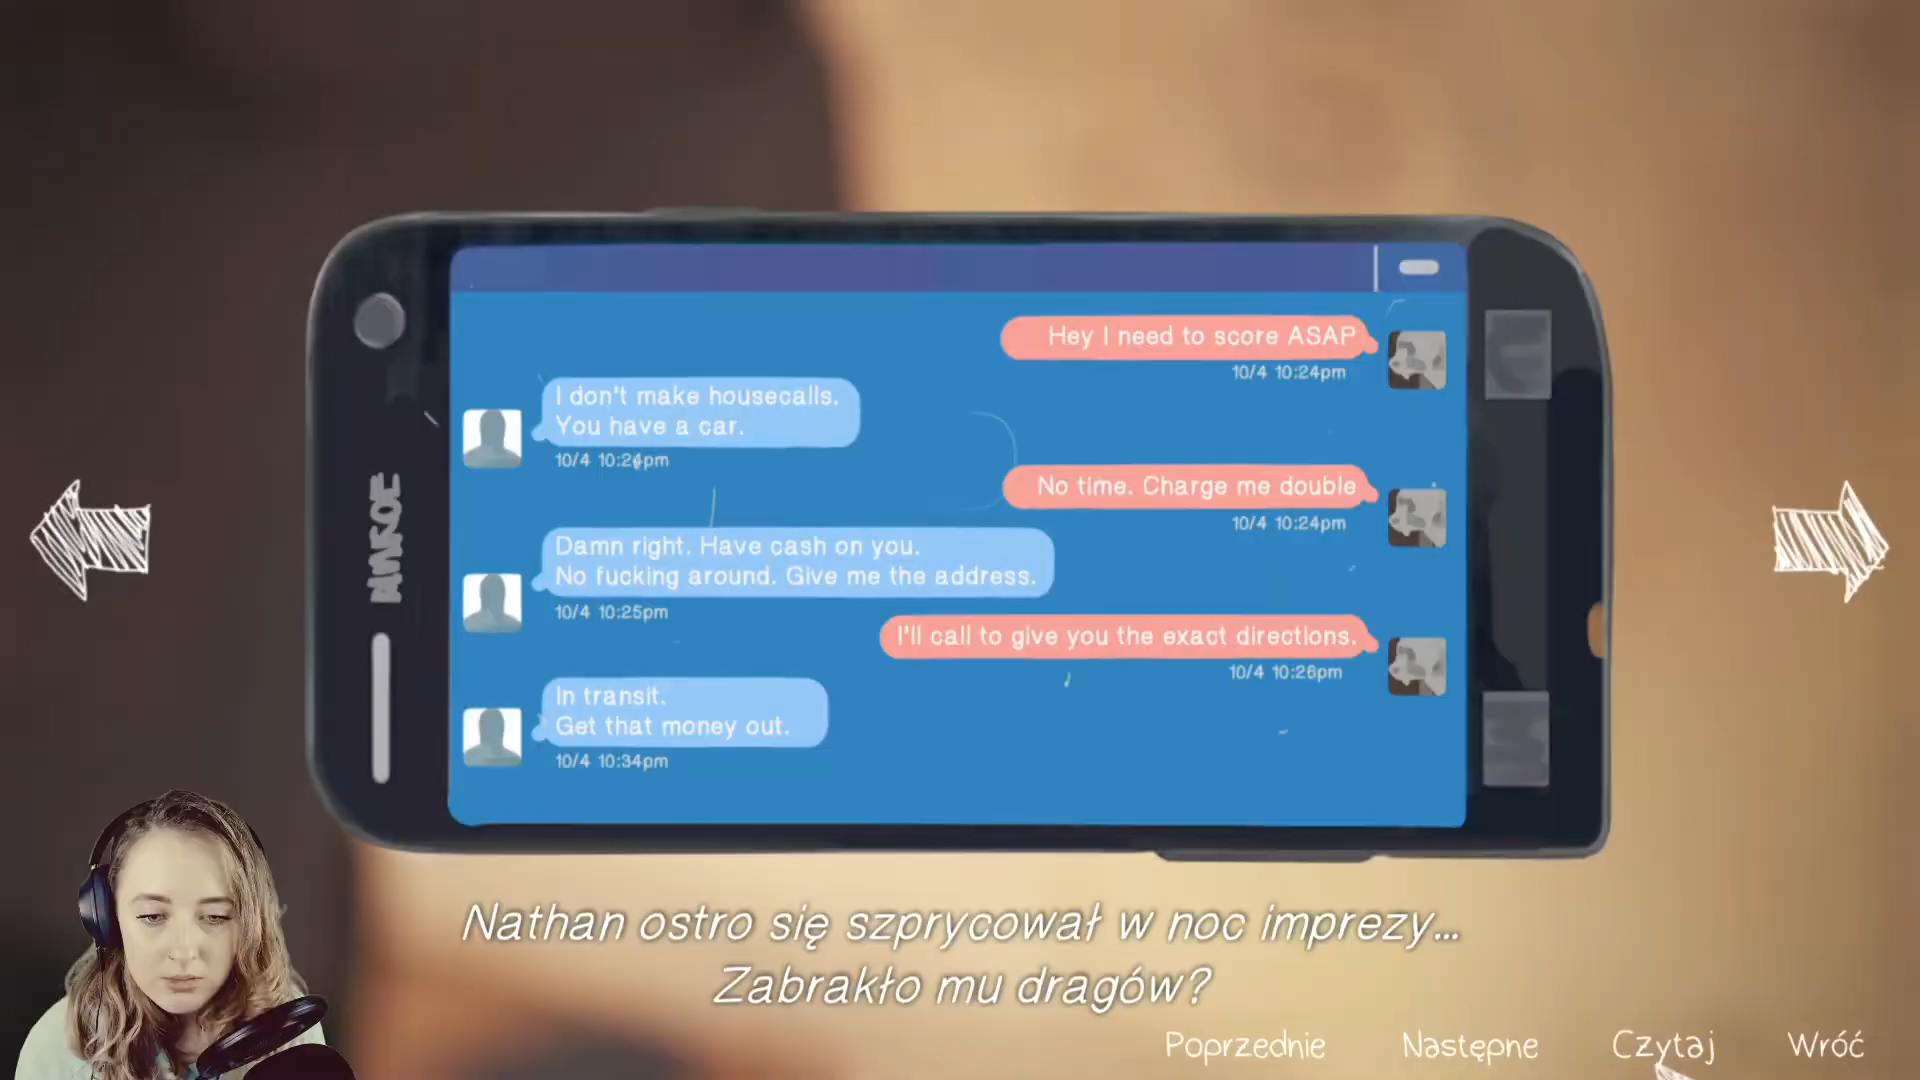 Hey I need to score ASAP
10/4 10:24pm
I don't make housecalls.
You have a car.
10/4 10:24pm
No time. Charge me double
10/4 10:24pm
Damn right. Have cash on you.
No fucking around. Give me the address.
10/4 10:25pm
I'll call to give you the exact directions.
10/4 10:26pm
In transit.
Get that money out.
10/4 10:34pm
Nathan ostro się szprycował w noc imprezy...
Zabrakło mu dragów?
Poprzednie
Następne
Czytaj
Wróć